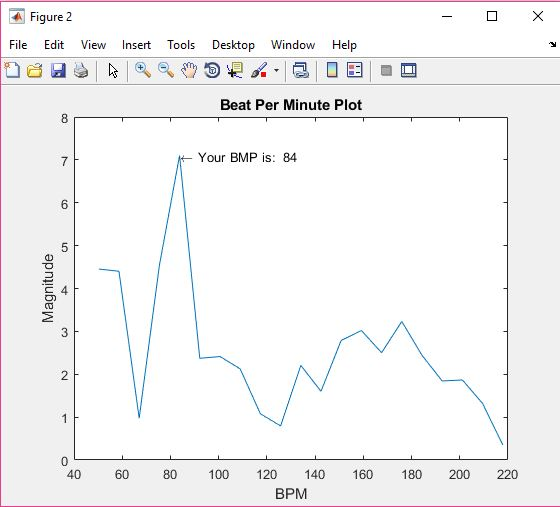 Figure 2
File Edit View Insert Tools Desktop Window Help
Beat Per Minute Plot
8
7
6
5
4
3
2
1
0
Your BMP is: 84
Magnitude
40 60 80 100 120 140 160 180 200 220
BPM